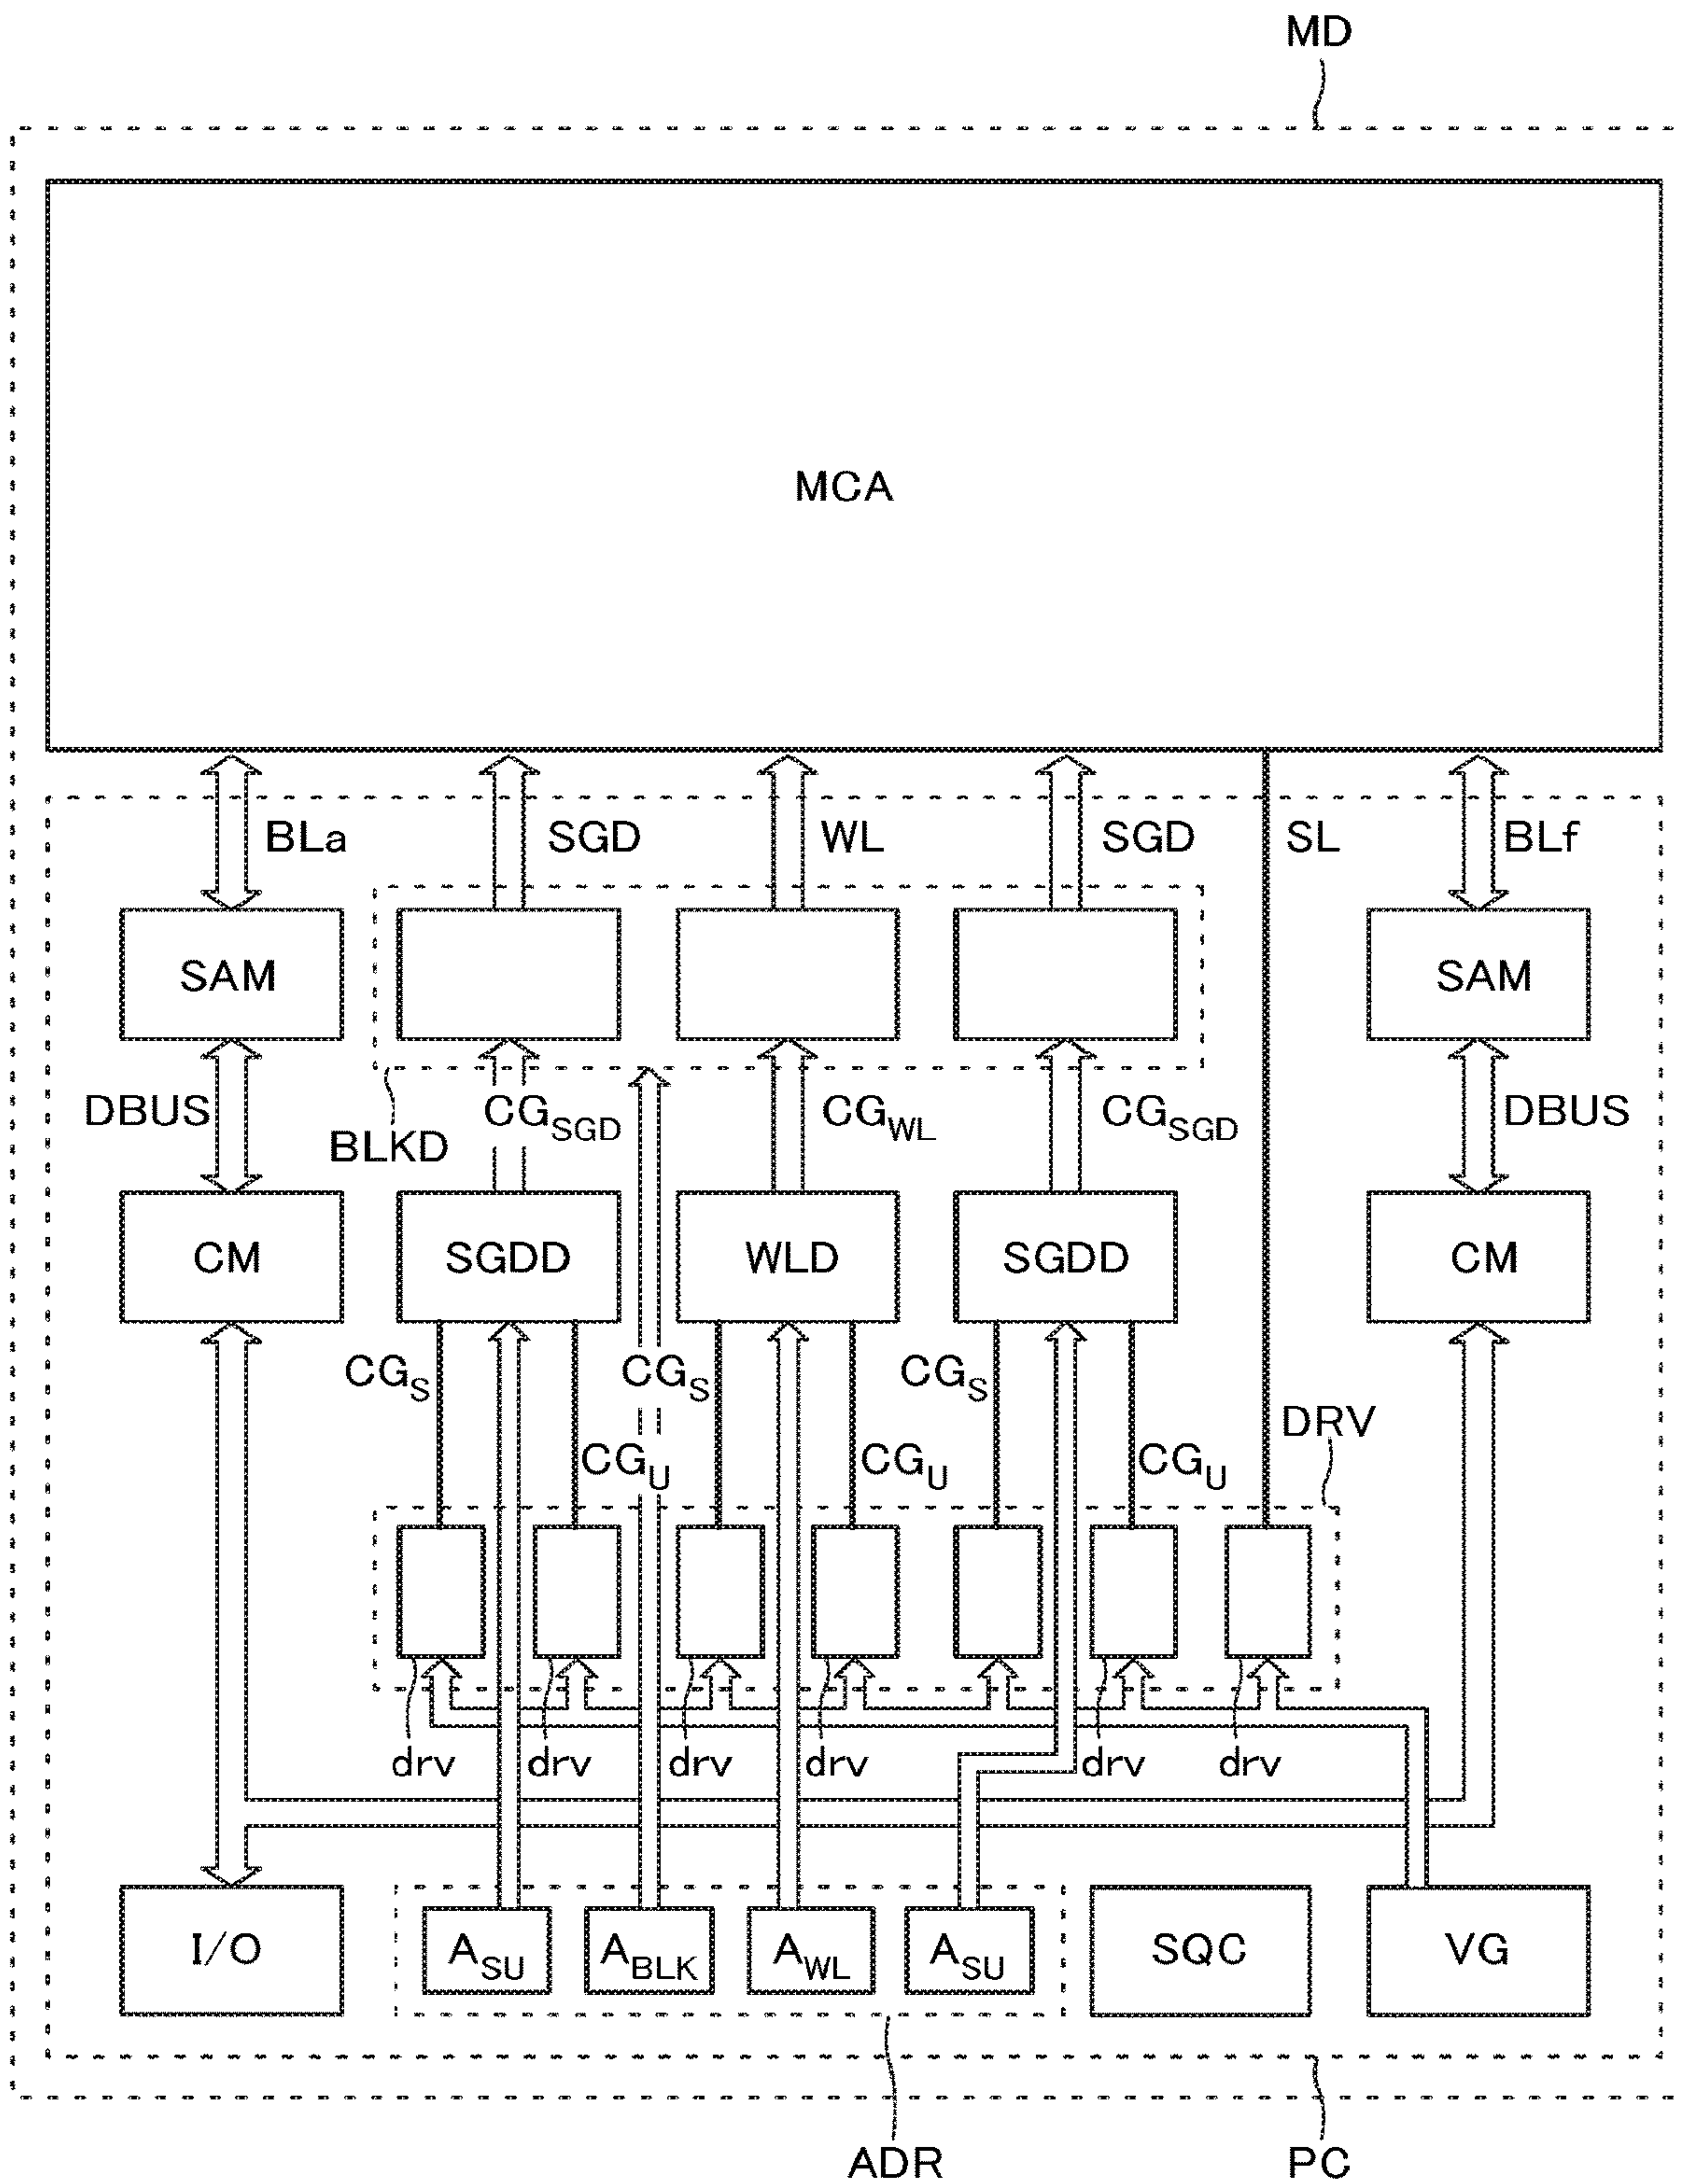 MD
MCA
BLa
SGD
WL
SGD
SL
BLf
SAM
SAM
DBUS
BLKD
CGSGD
CGWL
CGSGD
DBUS
CM
SGDD
WLD
SGDD
CM
CGS
CGS
CGS
DRV
CGU
CGU
CGU
drv
drv
drv
drv
drv
drv
I/O
ASU
ABLK
AWL
ASU
SQC
VG
ADR
PC